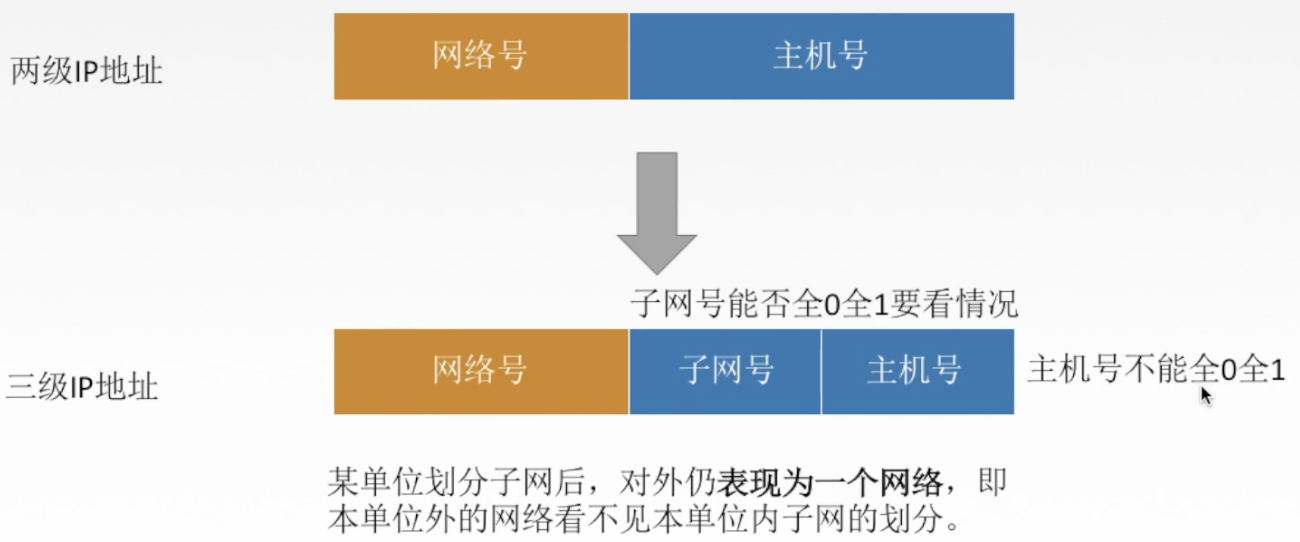 两级IP地址
网络号
主机号
子网号能否全0全1要看情况
三级IP地址
网络号
子网号
主机号
主机号不能全0全1
某单位划分子网后，对外仍表现为一个网络，即
本单位外的网络看不见本单位内子网的划分。